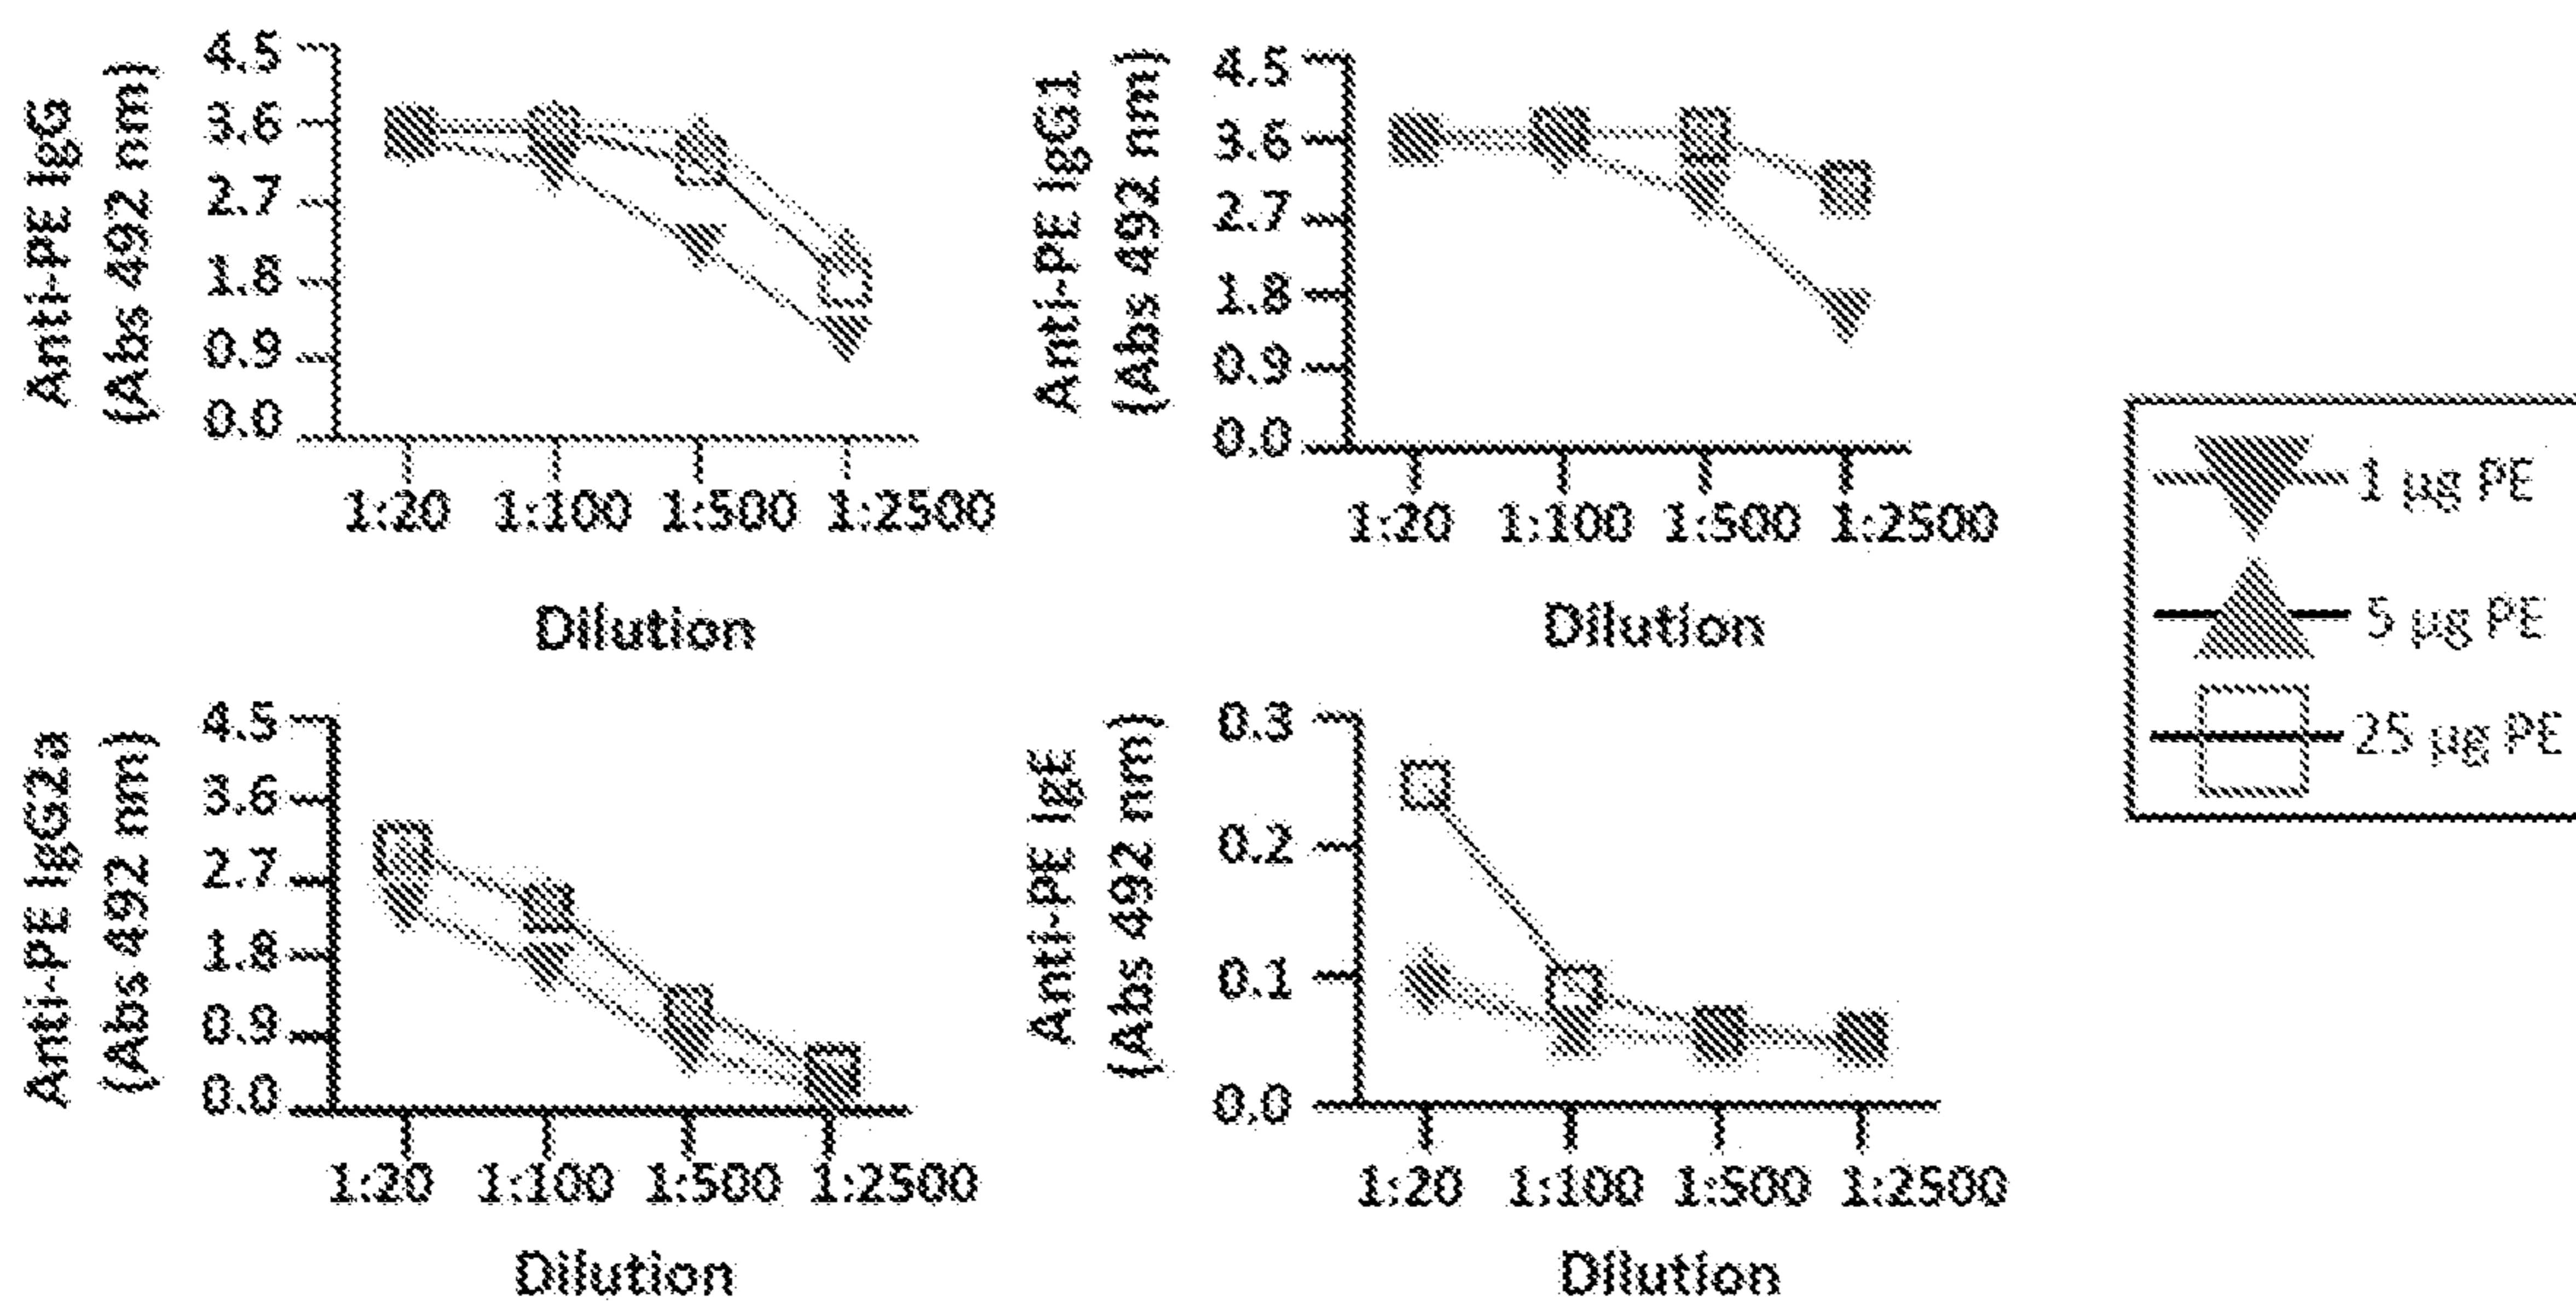 Anti-PE IgG
(Abs 492 nm)
4.5
3.6
2.7
1.8
0.9
0.0
1:20 1:100 1:500 1:2500
Dilution
Anti-PE IgG1
(Abs 492 nm)
4.5
3.6
2.7
1.8
0.9
0.0
1:20 1:100 1:500 1:2500
Dilution
1 µg PE
5 µg PE
25 µg PE
Anti-PE IgG2a
(Abs 492 nm)
4.5
3.6
2.7
1.8
0.9
0.0
1:20 1:100 1:500 1:2500
Dilution
Anti-PE IgE
(Abs 492 nm)
0.3
0.2
0.1
0.0
1:20 1:100 1:500 1:2500
Dilution